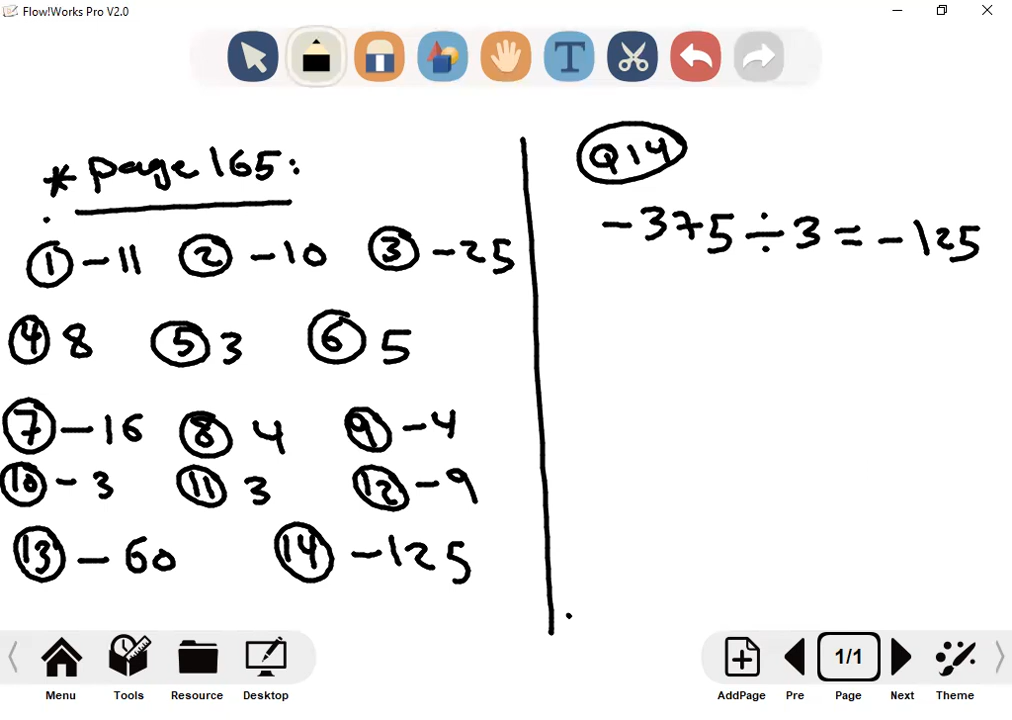 Flow!Works Pro V2.0
* page 165:
① -11 ② -10 ③ -25
④ 8 ⑤ 3 ⑥ 5
⑦ -16 ⑧ 4 ⑨ -4
⑩ -3 ⑪ 3 ⑫ -9
⑬ -60 ⑭ -125
Q14
-375 ÷ 3 = -125
Menu Tools Resource Desktop
1/1
AddPage Pre Page Next Theme